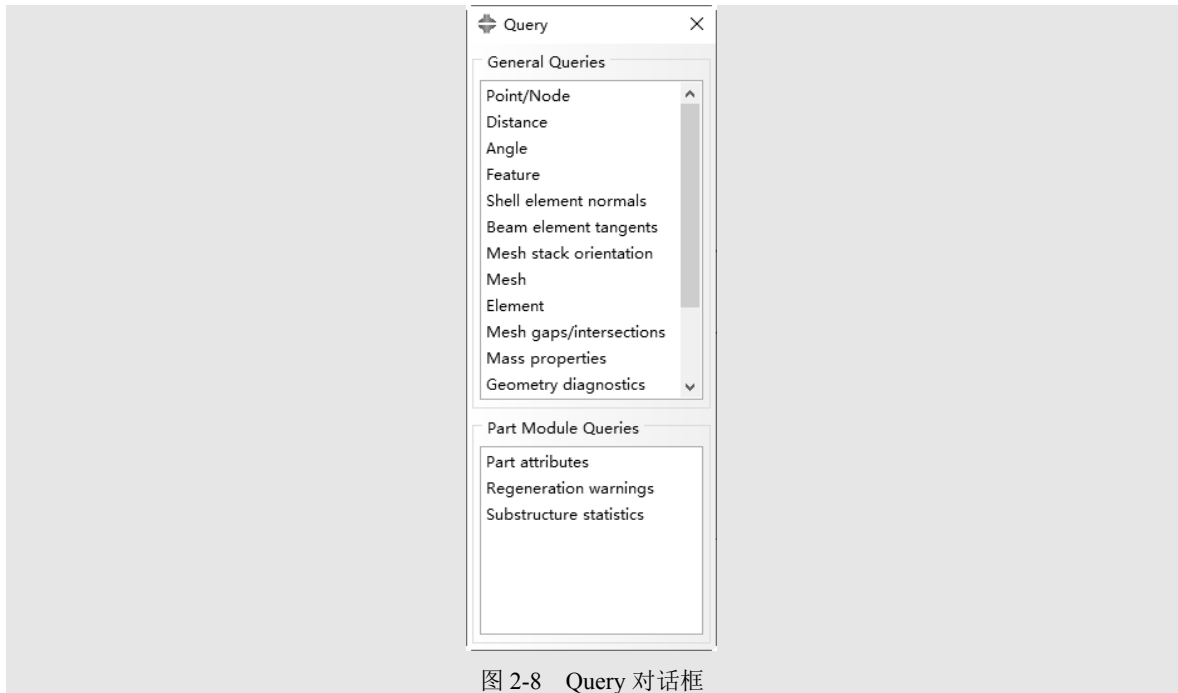 Query
General Queries
Point/Node
Distance
Angle
Feature
Shell element normals
Beam element tangents
Mesh stack orientation
Mesh
Element
Mesh gaps/intersections
Mass properties
Geometry diagnostics
Part Module Queries
Part attributes
Regeneration warnings
Substructure statistics
图 2-8 Query 对话框